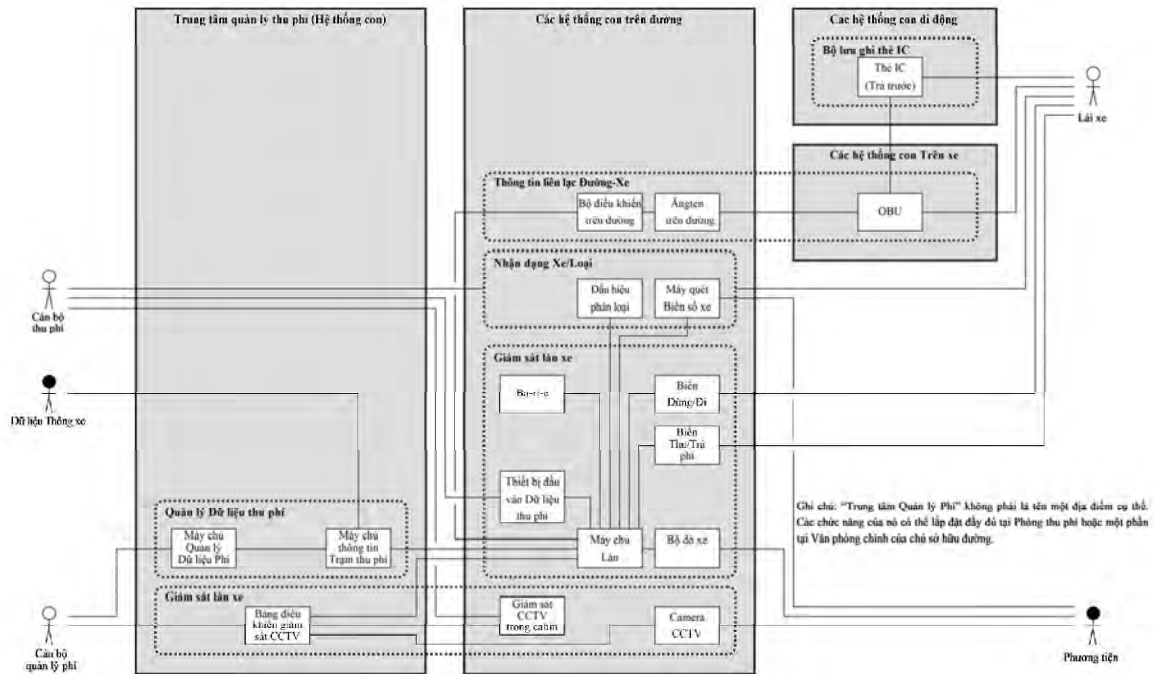 Trung tâm quản lý thu phí (Hệ thống con)
Các hệ thống con trên đường
Các hệ thống con di động
Bộ lưu ghi thẻ IC
Thẻ IC
(Trả trước)
Lái xe
Các hệ thống con Trên xe
Thông tin liên lạc Đường-Xe
Bộ điều khiển
trên đường
Ăngten
trên đường
OBU
Nhận dạng Xe/Loại
Dấu hiệu
phân loại
Máy quét
Biển số xe
Cán bộ
thu phí
Giám sát làn xe
Ba-ri-e
Biển
Dừng/Đi
Dữ liệu Thông xe
Biển
Thu/Trả
phí
Thiết bị đầu
vào Dữ liệu
thu phí
Ghi chú: “Trung tâm Quản lý Phí” không phải là tên một địa điểm cụ thể.
Các chức năng của nó có thể lắp đặt đầy đủ tại Phòng thu phí hoặc một phần
tại Văn phòng chính của chủ sở hữu đường.
Quản lý Dữ liệu thu phí
Máy chủ
Quản lý
Dữ liệu Phí
Máy chủ
thông tin
Trạm thu phí
Máy chủ
Làn
Bộ dò xe
Giám sát làn xe
Bảng điều
khiển giám
sát CCTV
Giám sát
CCTV
trong cabin
Camera
CCTV
Cán bộ
quản lý phí
Phương tiện